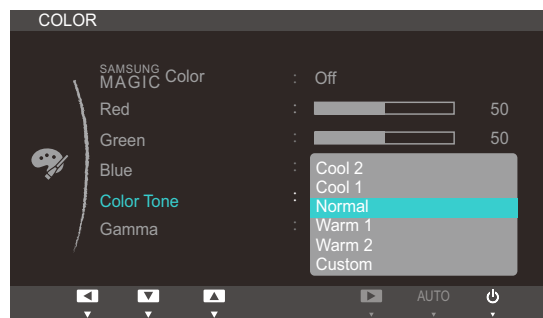 COLOR
SAMSUNG MAGIC Color : Off
Red : 50
Green : 50
Blue :
Color Tone :
Gamma :
Cool 2
Cool 1
Normal
Warm 1
Warm 2
Custom
AUTO